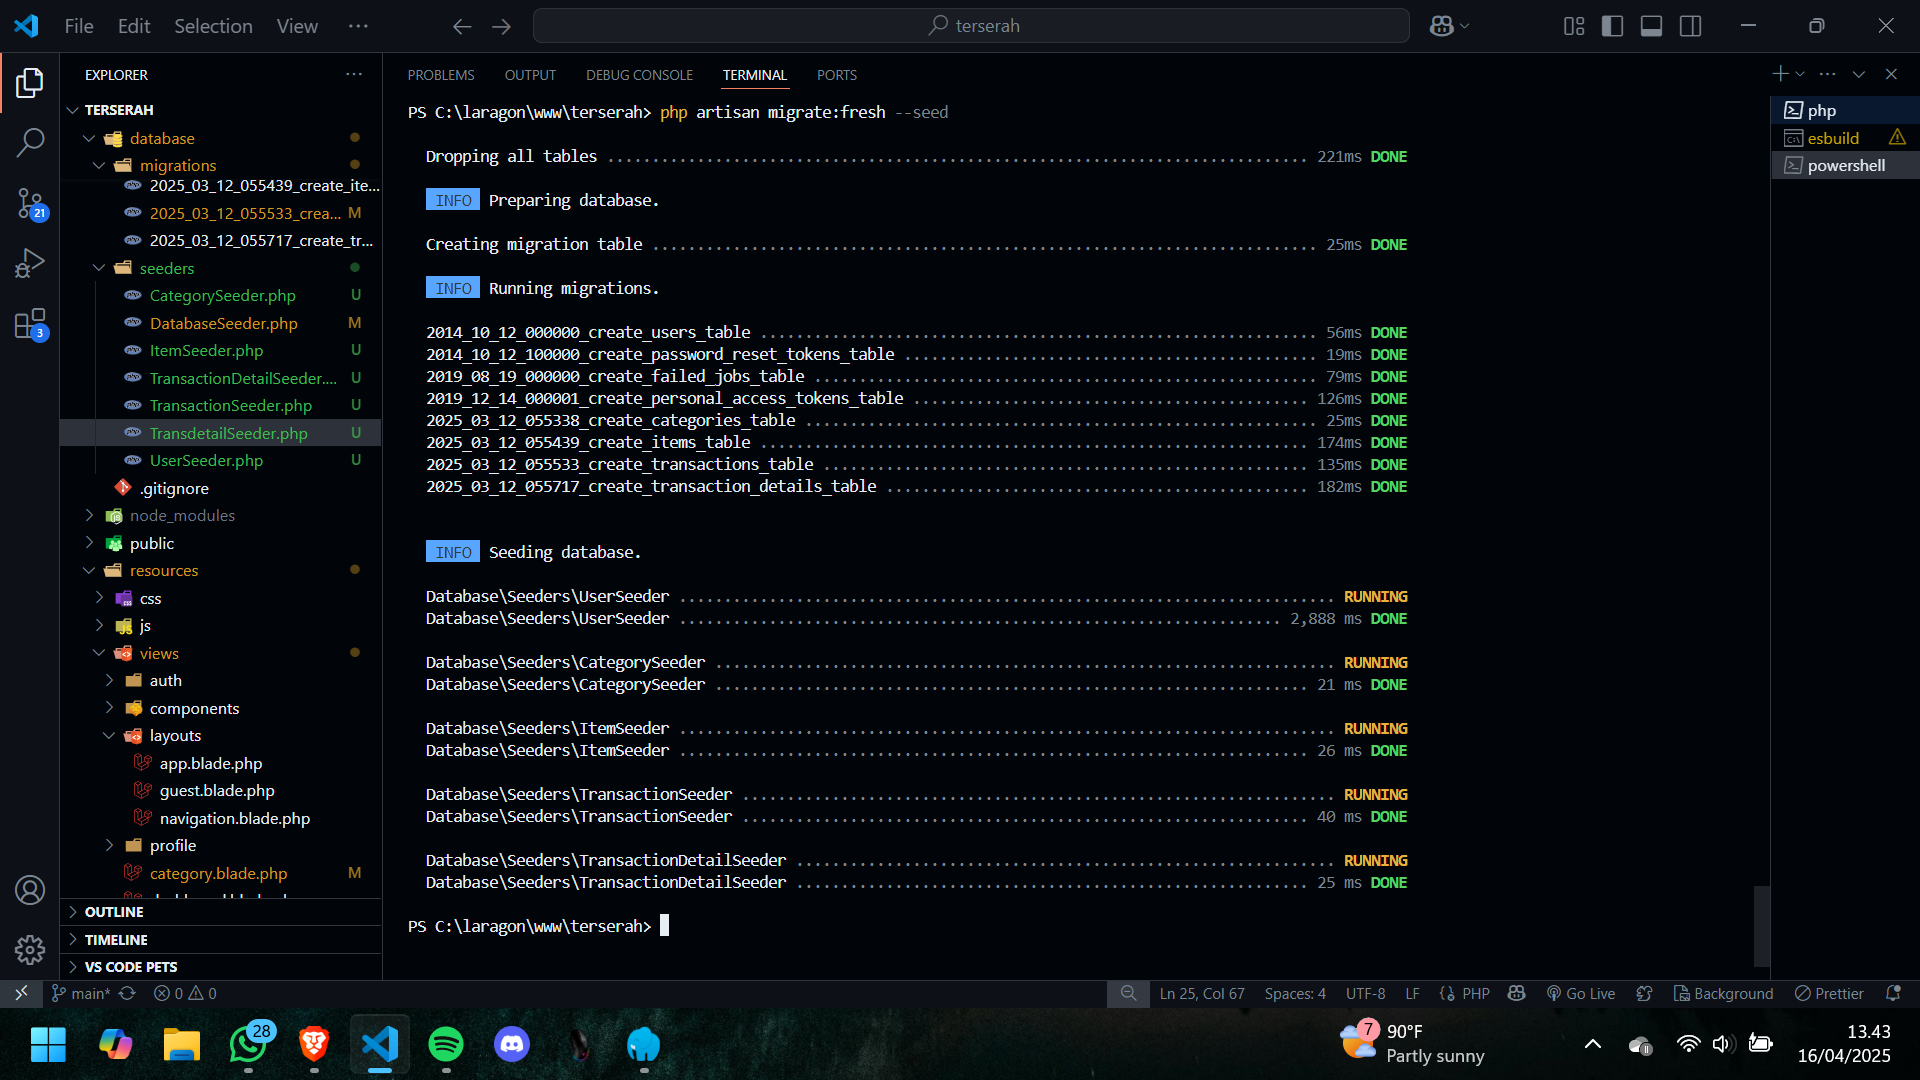 File Edit Selection View ··· terserah
EXPLORER ···
TERSERAH
database
migrations
2025_03_12_055439_create_ite...
2025_03_12_055533_crea... M
2025_03_12_055717_create_tr...
seeders
CategorySeeder.php U
DatabaseSeeder.php M
ItemSeeder.php U
TransactionDetailSeeder.... U
TransactionSeeder.php U
TransdetailSeeder.php U
UserSeeder.php U
.gitignore
node_modules
public
resources
css
js
views
auth
components
layouts
app.blade.php
guest.blade.php
navigation.blade.php
profile
category.blade.php M
OUTLINE
TIMELINE
VS CODE PETS
21
3
PROBLEMS OUTPUT DEBUG CONSOLE TERMINAL PORTS
PS C:\laragon\www\terserah> php artisan migrate:fresh --seed
Dropping all tables ........ 221ms DONE
INFO Preparing database.
Creating migration table ........ 25ms DONE
INFO Running migrations.
2014_10_12_000000_create_users_table ........ 56ms DONE
2014_10_12_100000_create_password_reset_tokens_table ........ 19ms DONE
2019_08_19_000000_create_failed_jobs_table ........ 79ms DONE
2019_12_14_000001_create_personal_access_tokens_table ........ 126ms DONE
2025_03_12_055338_create_categories_table ........ 25ms DONE
2025_03_12_055439_create_items_table ........ 174ms DONE
2025_03_12_055533_create_transactions_table ........ 135ms DONE
2025_03_12_055717_create_transaction_details_table ........ 182ms DONE
INFO Seeding database.
Database\Seeders\UserSeeder ........ RUNNING
Database\Seeders\UserSeeder ........ 2,888 ms DONE
Database\Seeders\CategorySeeder ........ RUNNING
Database\Seeders\CategorySeeder ........ 21 ms DONE
Database\Seeders\ItemSeeder ........ RUNNING
Database\Seeders\ItemSeeder ........ 26 ms DONE
Database\Seeders\TransactionSeeder ........ RUNNING
Database\Seeders\TransactionSeeder ........ 40 ms DONE
Database\Seeders\TransactionDetailSeeder ........ RUNNING
Database\Seeders\TransactionDetailSeeder ........ 25 ms DONE
PS C:\laragon\www\terserah>
php
esbuild
powershell
main* 0 0 Ln 25, Col 67 Spaces: 4 UTF-8 LF PHP Go Live Background Prettier
28
7
90°F
Partly sunny
13.43
16/04/2025